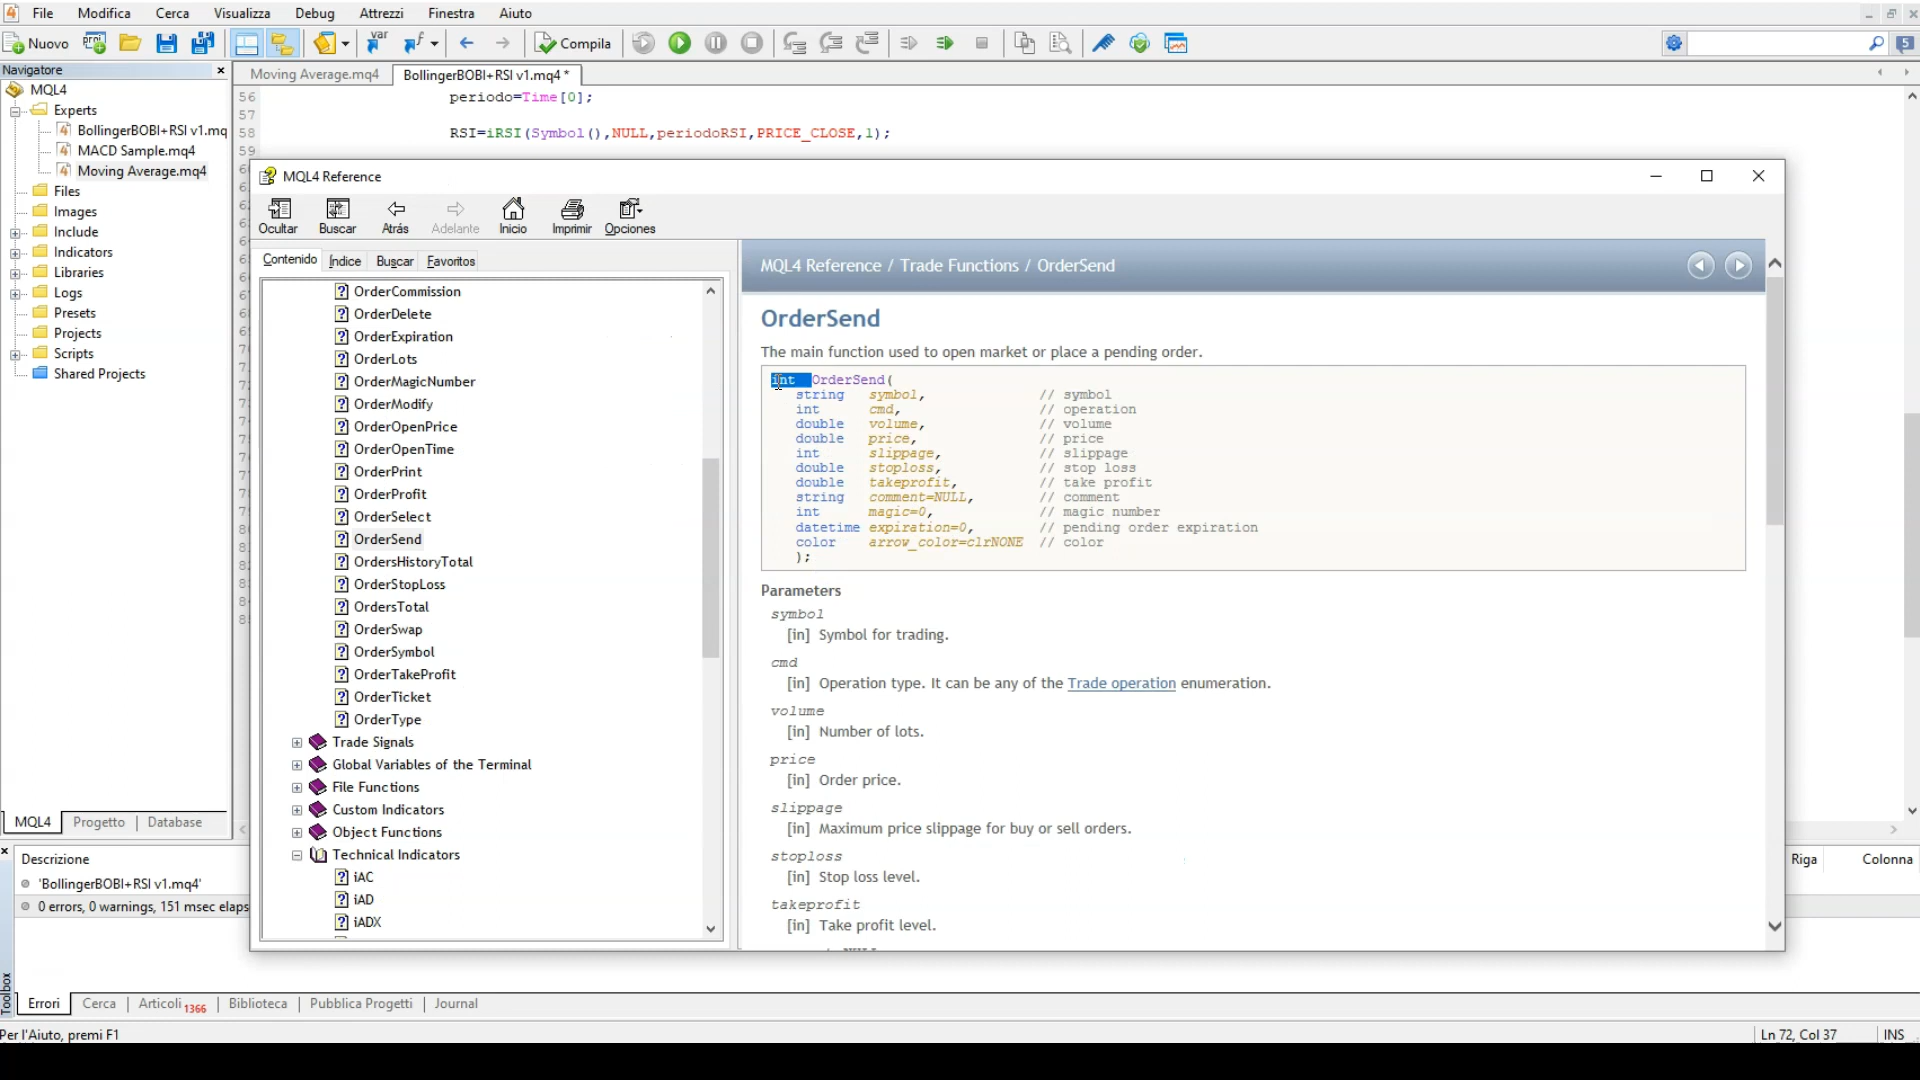 File Modifica Cerca Visualizza Debug Attrezzi Finestra Aiuto
Nuovo Compila 5
Navigatore
MQL4
Experts
BollingerBOBI+RSI v1.mq
MACD Sample.mq4
Moving Average.mq4
Files
Images
Include
Indicators
Libraries
Logs
Presets
Projects
Scripts
Shared Projects
MQL4 Progetto Database
Moving Average.mq4 BollingerBOBI+RSI v1.mq4 *
56 periodo=Time[0];
57
58 RSI=iRSI(Symbol(),NULL,periodoRSI,PRICE_CLOSE,1);
59
MQL4 Reference
Ocultar Buscar Atrás Adelante Inicio Imprimir Opciones
Contenido Índice Buscar Favoritos
OrderCommission
OrderDelete
OrderExpiration
OrderLots
OrderMagicNumber
OrderModify
OrderOpenPrice
OrderOpenTime
OrderPrint
OrderProfit
OrderSelect
OrderSend
OrdersHistoryTotal
OrderStopLoss
OrdersTotal
OrderSwap
OrderSymbol
OrderTakeProfit
OrderTicket
OrderType
Trade Signals
Global Variables of the Terminal
File Functions
Custom Indicators
Object Functions
Technical Indicators
iAC
iAD
iADX
MQL4 Reference / Trade Functions / OrderSend
OrderSend
The main function used to open market or place a pending order.
int OrderSend(
string symbol, // symbol
int cmd, // operation
double volume, // volume
double price, // price
int slippage, // slippage
double stoploss, // stop loss
double takeprofit, // take profit
string comment=NULL, // comment
int magic=0, // magic number
datetime expiration=0, // pending order expiration
color arrow_color=clrNONE // color
);
Parameters
symbol
[in] Symbol for trading.
cmd
[in] Operation type. It can be any of the Trade operation enumeration.
volume
[in] Number of lots.
price
[in] Order price.
slippage
[in] Maximum price slippage for buy or sell orders.
stoploss
[in] Stop loss level.
takeprofit
[in] Take profit level.
Descrizione Riga Colonna
'BollingerBOBI+RSI v1.mq4'
0 errors, 0 warnings, 151 msec elaps
Toolbox
Errori Cerca Articoli 1366 Biblioteca Pubblica Progetti Journal
Per l'Aiuto, premi F1 Ln 72, Col 37 INS